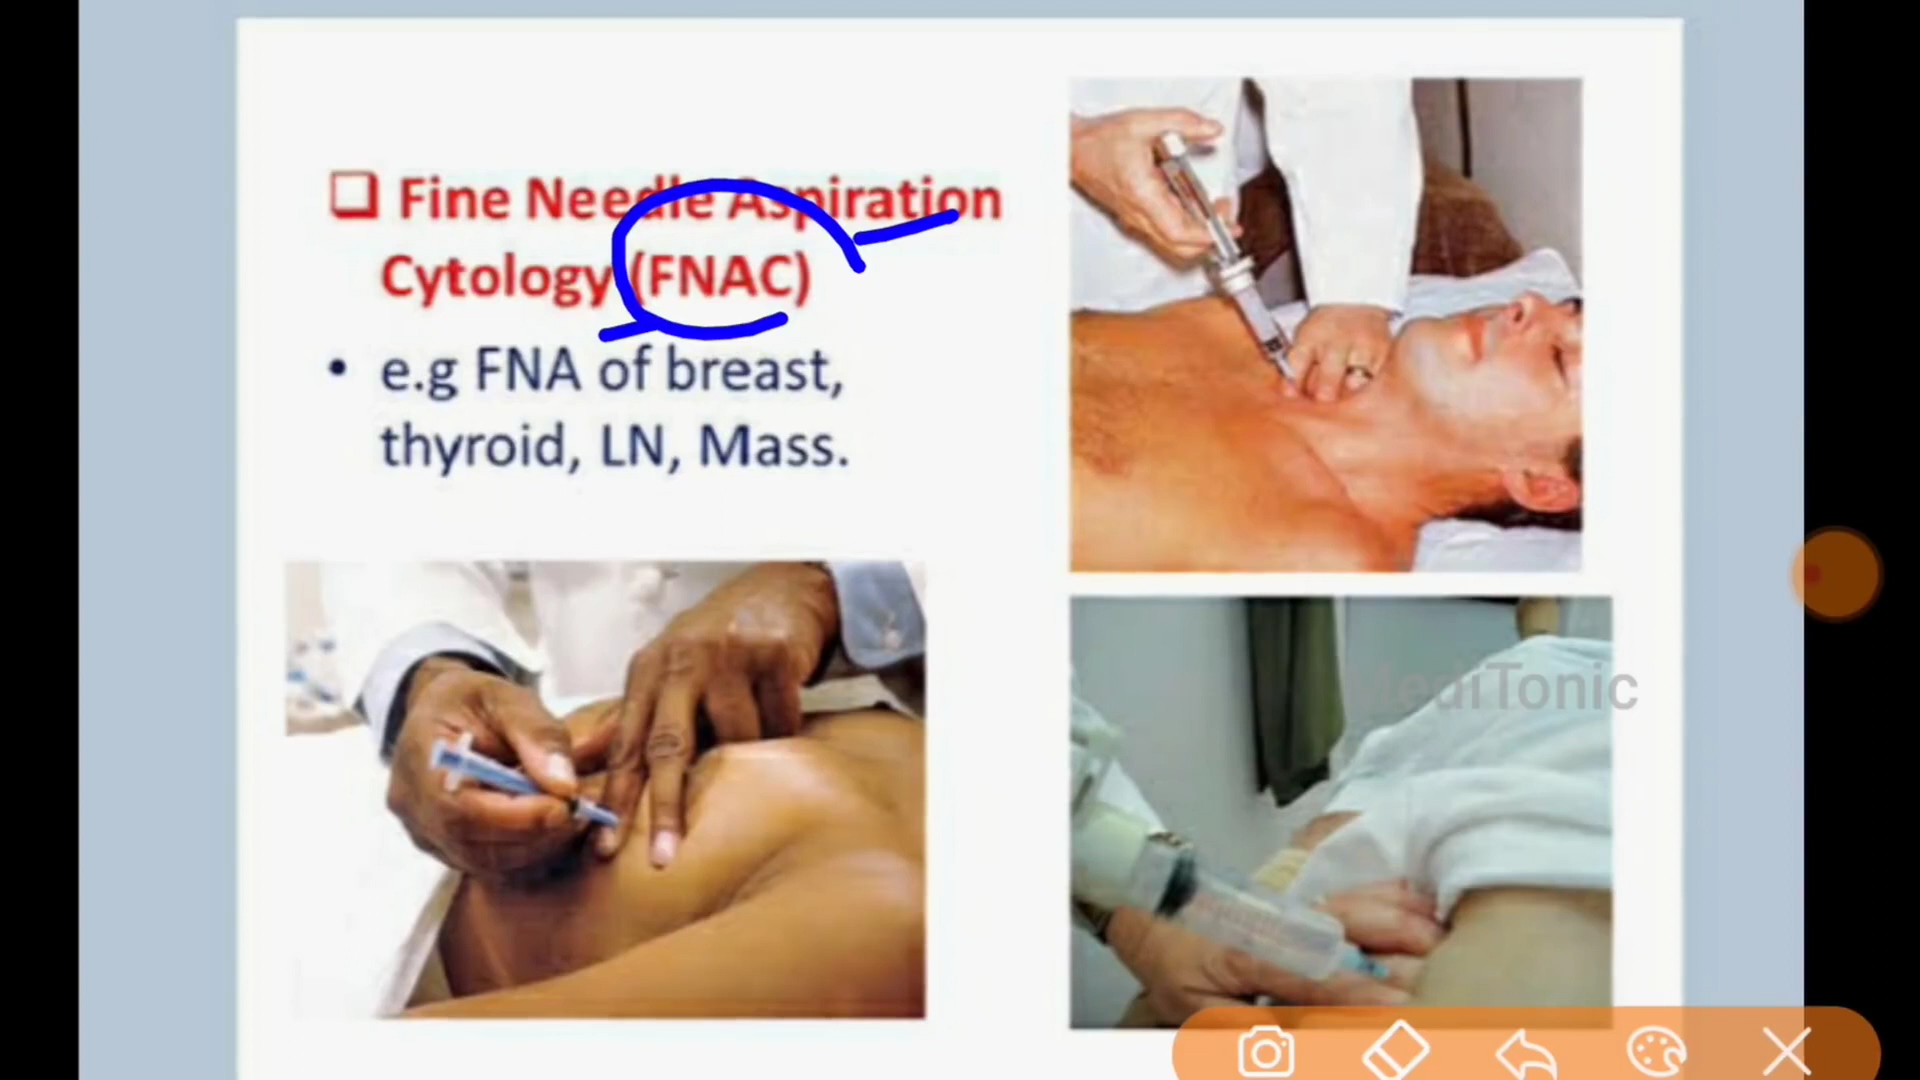 Fine Needle Aspiration
Cytology (FNAC)
• e.g FNA of breast,
thyroid, LN, Mass.
MediTonic